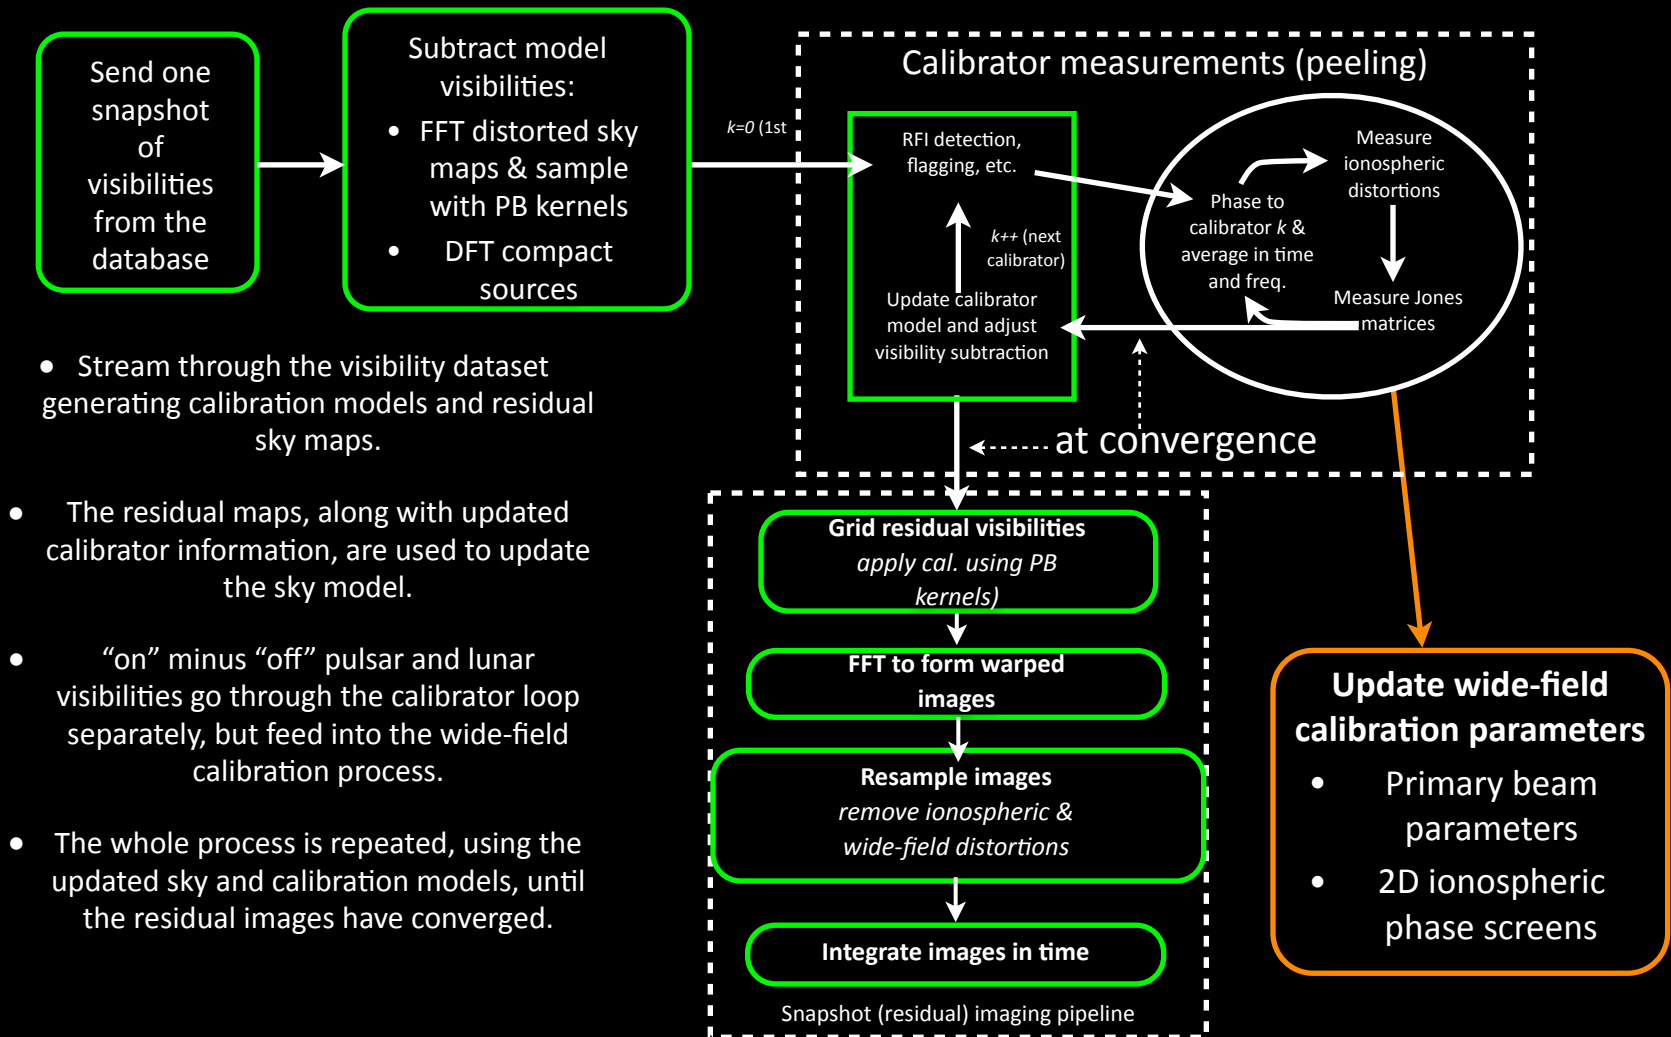 Send one
snapshot
of
visibilities
from the
database
Subtract model
visibilities:
• FFT distorted sky
maps & sample
with PB kernels
• DFT compact
sources
k=0 (1st
Calibrator measurements (peeling)
RFI detection,
flagging, etc.
k++ (next
calibrator)
Update calibrator
model and adjust
visibility subtraction
Phase to
calibrator k &
average in time
and freq.
Measure
ionospheric
distortions
Measure Jones
matrices
at convergence
• Stream through the visibility dataset
generating calibration models and residual
sky maps.
• The residual maps, along with updated
calibrator information, are used to update
the sky model.
• “on” minus “off” pulsar and lunar
visibilities go through the calibrator loop
separately, but feed into the wide-field
calibration process.
• The whole process is repeated, using the
updated sky and calibration models, until
the residual images have converged.
Grid residual visibilities
apply cal. using PB
kernels)
FFT to form warped
images
Resample images
remove ionospheric &
wide-field distortions
Integrate images in time
Snapshot (residual) imaging pipeline
Update wide-field
calibration parameters
• Primary beam
parameters
• 2D ionospheric
phase screens